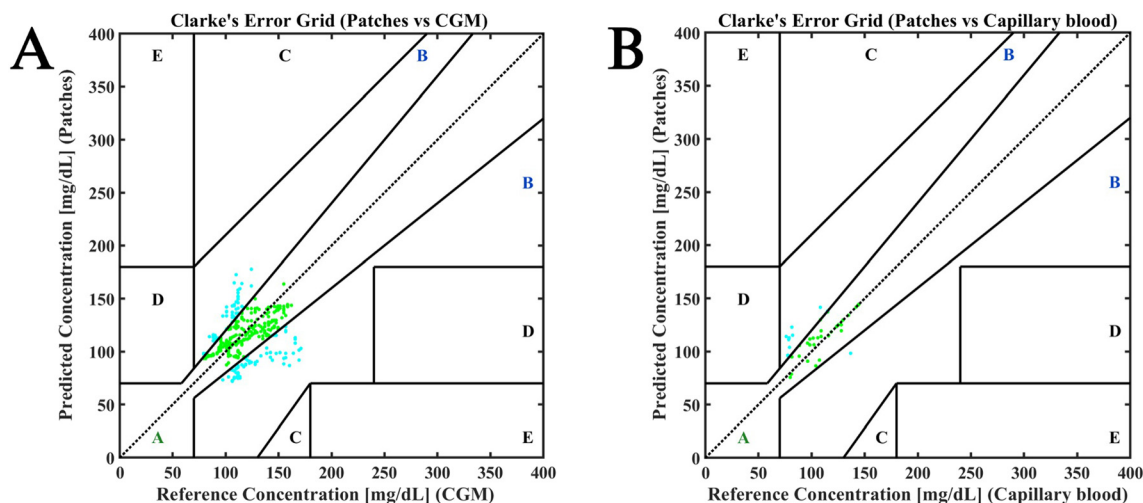 A
Clarke's Error Grid (Patches vs CGM)
Predicted Concentration [mg/dL] (Patches)
400
350
300
250
200
150
100
50
0
E
C
B
B
D
D
A
C
E
0 50 100 150 200 250 300 350 400
Reference Concentration [mg/dL] (CGM)
B
Clarke's Error Grid (Patches vs Capillary blood)
Predicted Concentration [mg/dL] (Patches)
400
350
300
250
200
150
100
50
0
E
C
B
B
D
D
A
C
E
0 50 100 150 200 250 300 350 400
Reference Concentration [mg/dL] (Capillary blood)